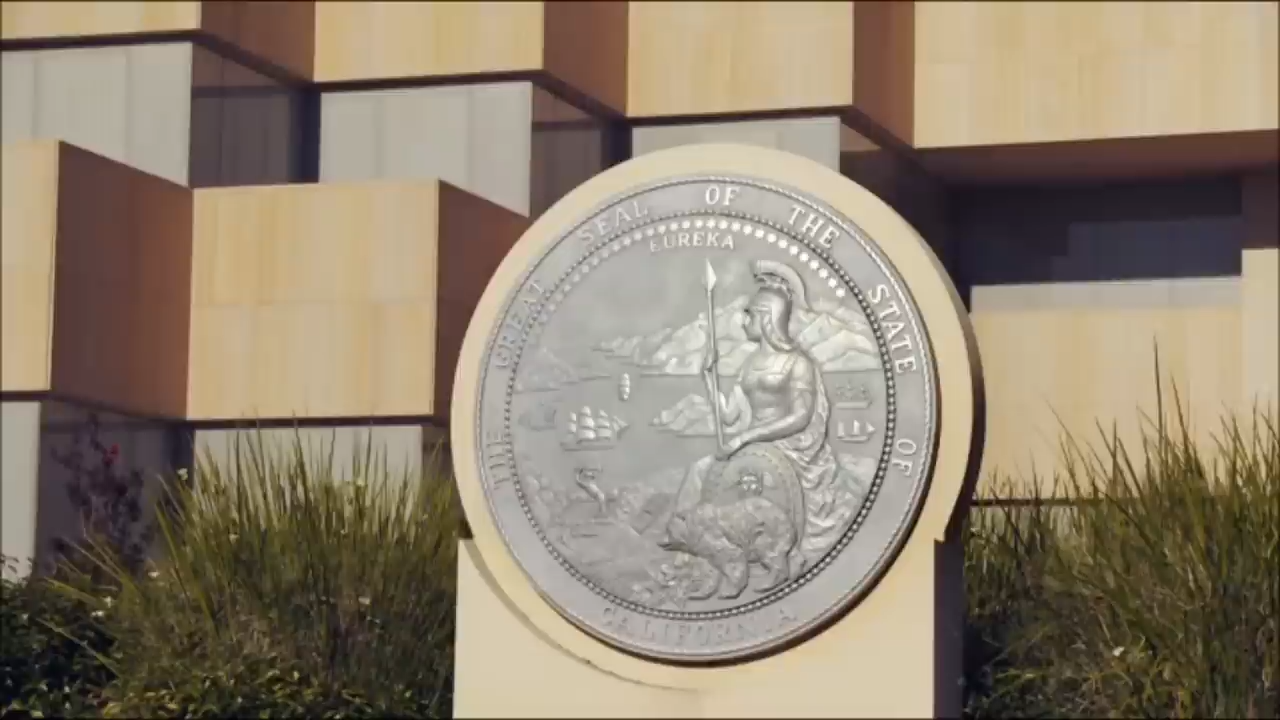 THE GREAT SEAL OF THE STATE OF CALIFORNIA
EUREKA